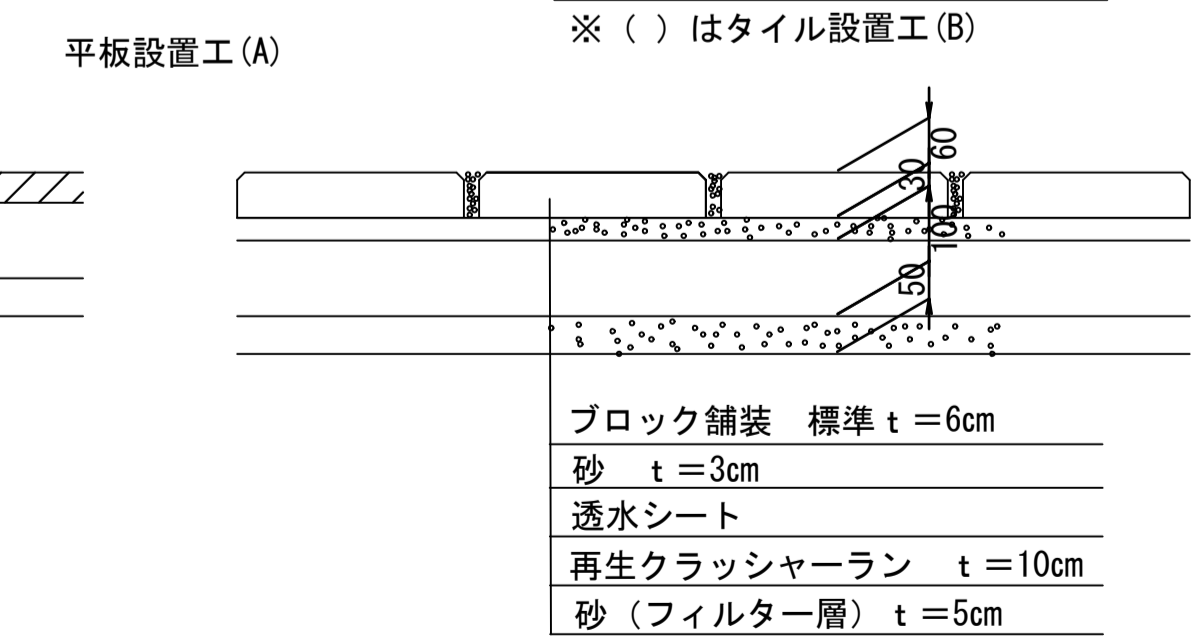 ※（ ）はタイル設置工(B)
平板設置工(A)
60
30
100
50
ブロック舗装　標準ｔ＝6cm
砂　ｔ＝3cm
透水シート
再生クラッシャーラン　ｔ＝10cm
砂（フィルター層）ｔ＝5cm